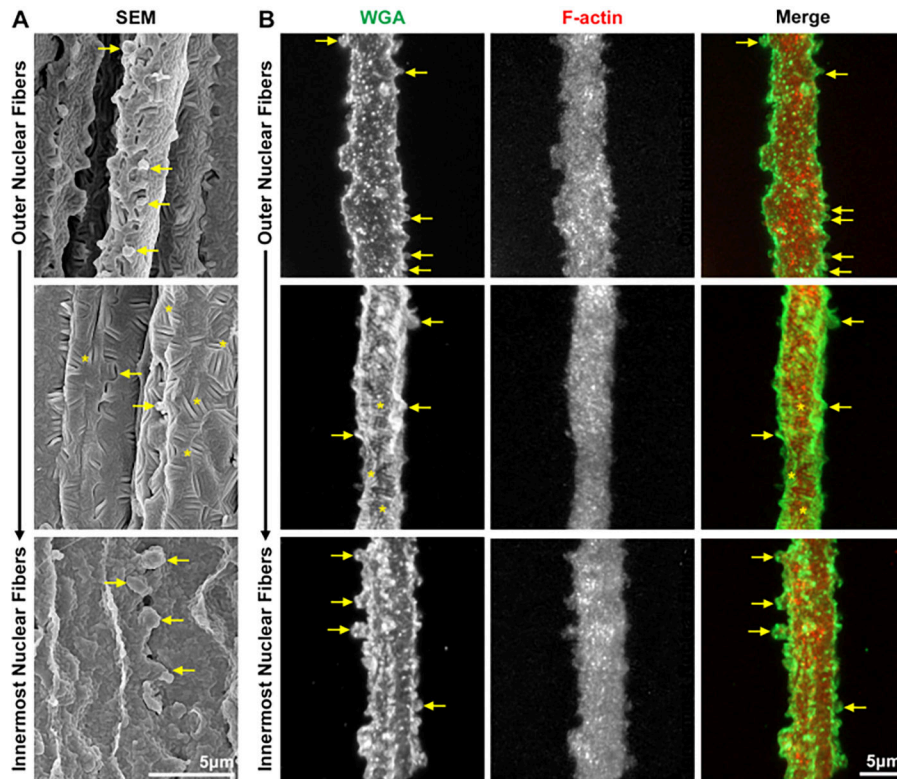 A
SEM
B
WGA
F-actin
Merge
Outer Nuclear Fibers
Innermost Nuclear Fibers
Outer Nuclear Fibers
Innermost Nuclear Fibers
5µm
5µm